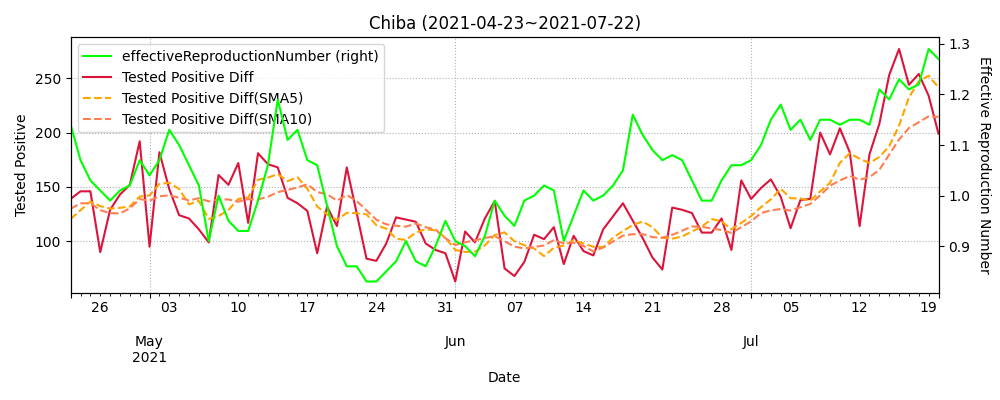 Chiba (2021-04-23~2021-07-22)
effectiveReproductionNumber (right)
Tested Positive Diff
Tested Positive Diff(SMA5)
Tested Positive Diff(SMA10)
Tested Positive
250
200
150
100
1.3
1.2
1.1
1.0
0.9
Effective Reproduction Number
26 03 10 17 24 31 07 14 21 28 05 12 19
May Jun Jul
2021
Date